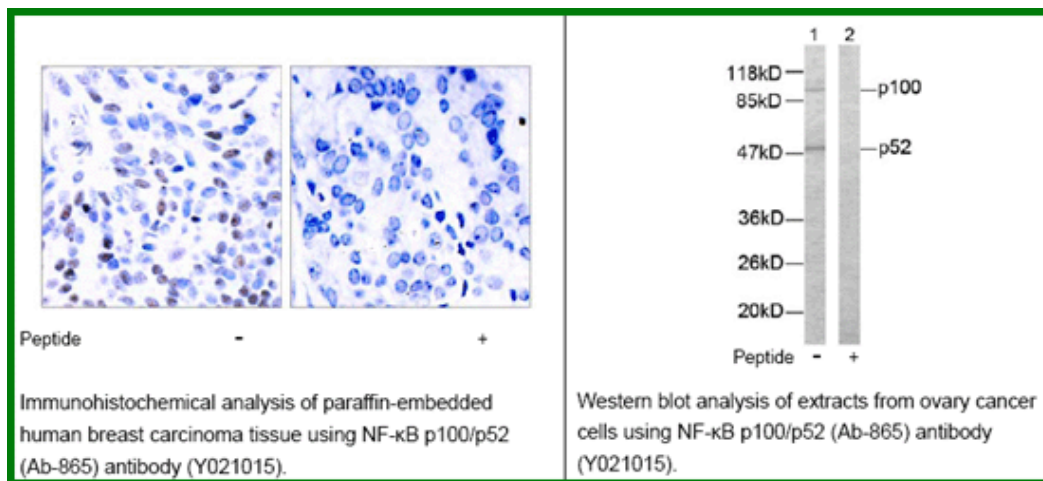 Peptide - +
Immunohistochemical analysis of paraffin-embedded
human breast carcinoma tissue using NF-κB p100/p52
(Ab-865) antibody (Y021015).
1 2
118kD
p100
85kD
47kD
p52
36kD
26kD
20kD
Peptide - +
Western blot analysis of extracts from ovary cancer
cells using NF-κB p100/p52 (Ab-865) antibody
(Y021015).